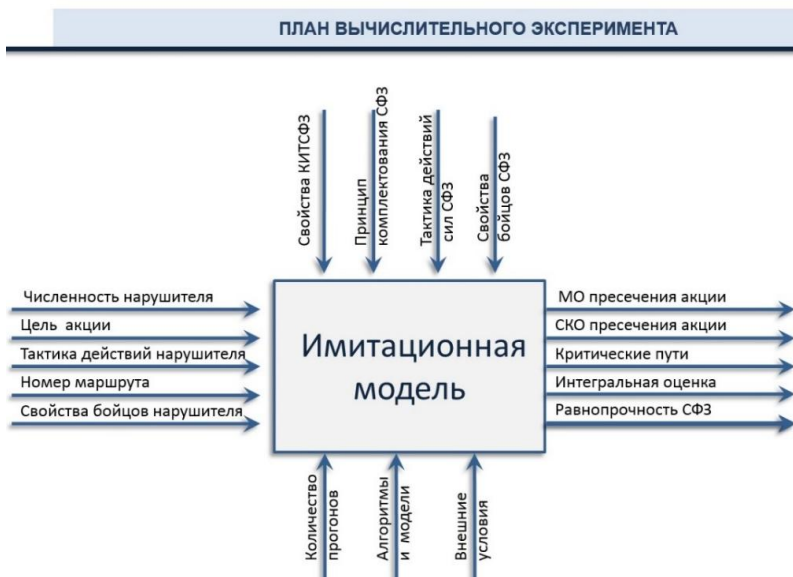 ПЛАН ВЫЧИСЛИТЕЛЬНОГО ЭКСПЕРИМЕНТА
Свойства КИТСФЗ
Принцип
комплектования СФЗ
Тактика действий
сил СФЗ
Свойства
бойцов СФЗ
Численность нарушителя
Цель акции
Тактика действий нарушителя
Номер маршрута
Свойства бойцов нарушителя
Имитационная
модель
МО пресечения акции
СКО пресечения акции
Критические пути
Интегральная оценка
Равнопрочность СФЗ
Количество
прогонов
Алгоритмы
и модели
Внешние
условия